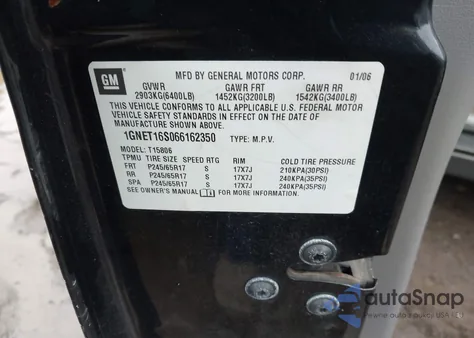 GM
MFD BY GENERAL MOTORS CORP. 01/06
GVWR GAWR FRT GAWR RR
2903KG(6400LB) 1452KG(3200LB) 1542KG(3400LB)
THIS VEHICLE CONFORMS TO ALL APPLICABLE U.S. FEDERAL MOTOR
VEHICLE SAFETY STANDARDS IN EFFECT ON THE DATE OF
MANUFACTURE SHOWN ABOVE.
1GNET16S066162350 TYPE: M.P.V.
MODEL: T15806
TPMU TIRE SIZE SPEED RTG RIM COLD TIRE PRESSURE
FRT P245/65R17 S 17X7J 210KPA(30PSI)
RR P245/65R17 S 17X7J 240KPA(35PSI)
SPA P245/65R17 S 17X7J 240KPA(35PSI)
SEE OWNER'S MANUAL FOR MORE INFORMATION.
autoSnap